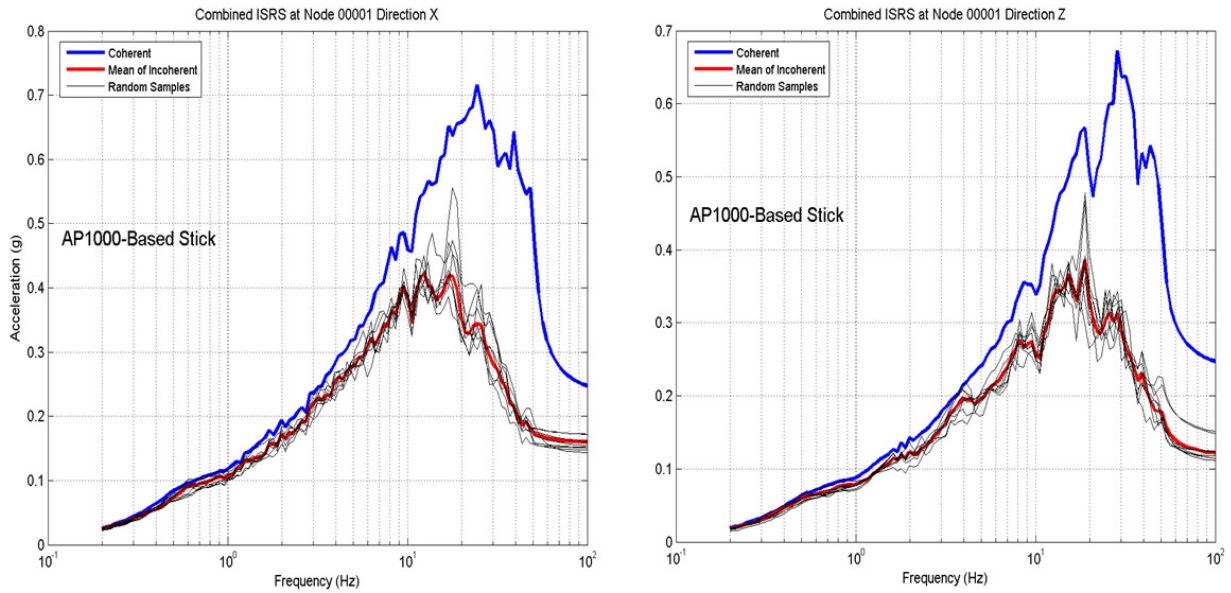 Combined ISRS at Node 00001 Direction X
0.8
0.7
0.6
0.5
0.4
0.3
0.2
0.1
0
Acceleration (g)
Coherent
Mean of Incoherent
Random Samples
AP1000-Based Stick
10-1 100 101 102
Frequency (Hz)
Combined ISRS at Node 00001 Direction Z
0.7
0.6
0.5
0.4
0.3
0.2
0.1
0
Acceleration (g)
Coherent
Mean of Incoherent
Random Samples
AP1000-Based Stick
10-1 100 101 102
Frequency (Hz)